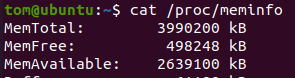 tom@ubuntu:~$ cat /proc/meminfo
MemTotal:        3990200 kB
MemFree:          498248 kB
MemAvailable:    2639100 kB